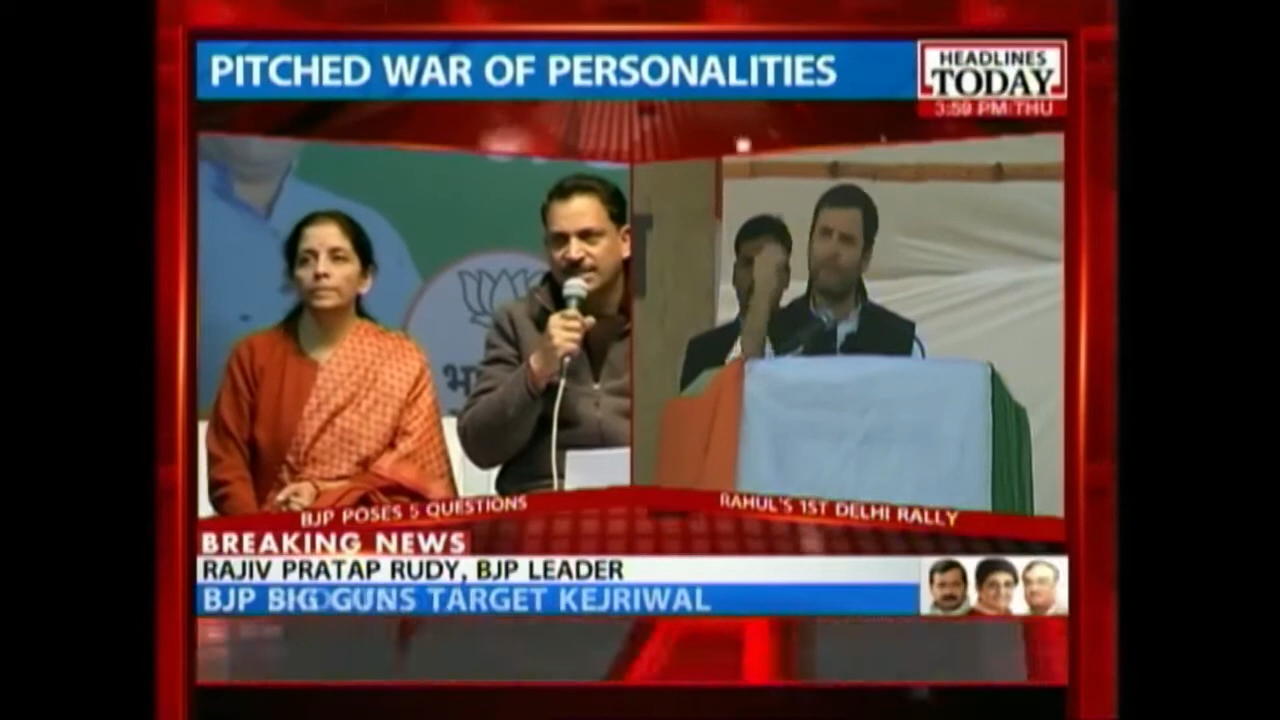 PITCHED WAR OF PERSONALITIES
HEADLINES
TODAY
3:59 PM THU
BJP POSES 5 QUESTIONS
RAHUL'S 1ST DELHI RALLY
BREAKING NEWS
RAJIV PRATAP RUDY, BJP LEADER
BJP BIG GUNS TARGET KEJRIWAL